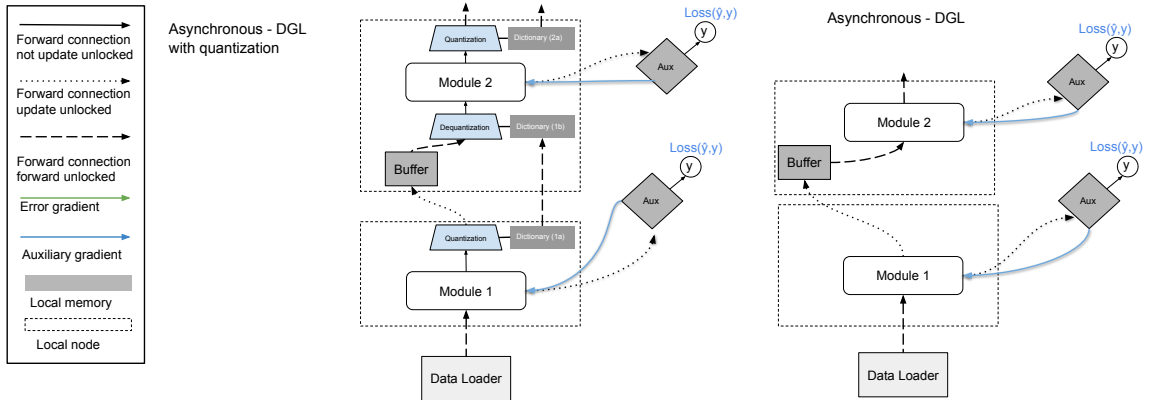 Forward connection
not update unlocked
Forward connection
update unlocked
Forward connection
forward unlocked
Error gradient
Auxiliary gradient
Local memory
Local node
Asynchronous - DGL
with quantization
Quantization
Dictionary (2a)
Loss(ŷ,y)
y
Aux
Module 2
Dequantization
Dictionary (1b)
Buffer
Loss(ŷ,y)
y
Aux
Quantization
Dictionary (1a)
Module 1
Data Loader
Asynchronous - DGL
Loss(ŷ,y)
y
Aux
Module 2
Buffer
Loss(ŷ,y)
y
Aux
Module 1
Data Loader